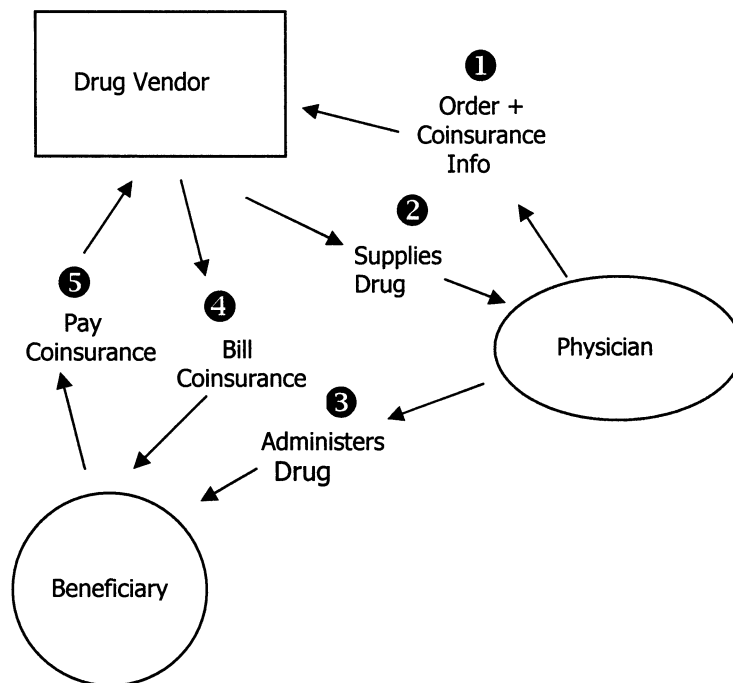 Drug Vendor
❶
Order +
Coinsurance
Info
❷
Supplies
Drug
❺
Pay
Coinsurance
❹
Bill
Coinsurance
Physician
❸
Administers
Drug
Beneficiary